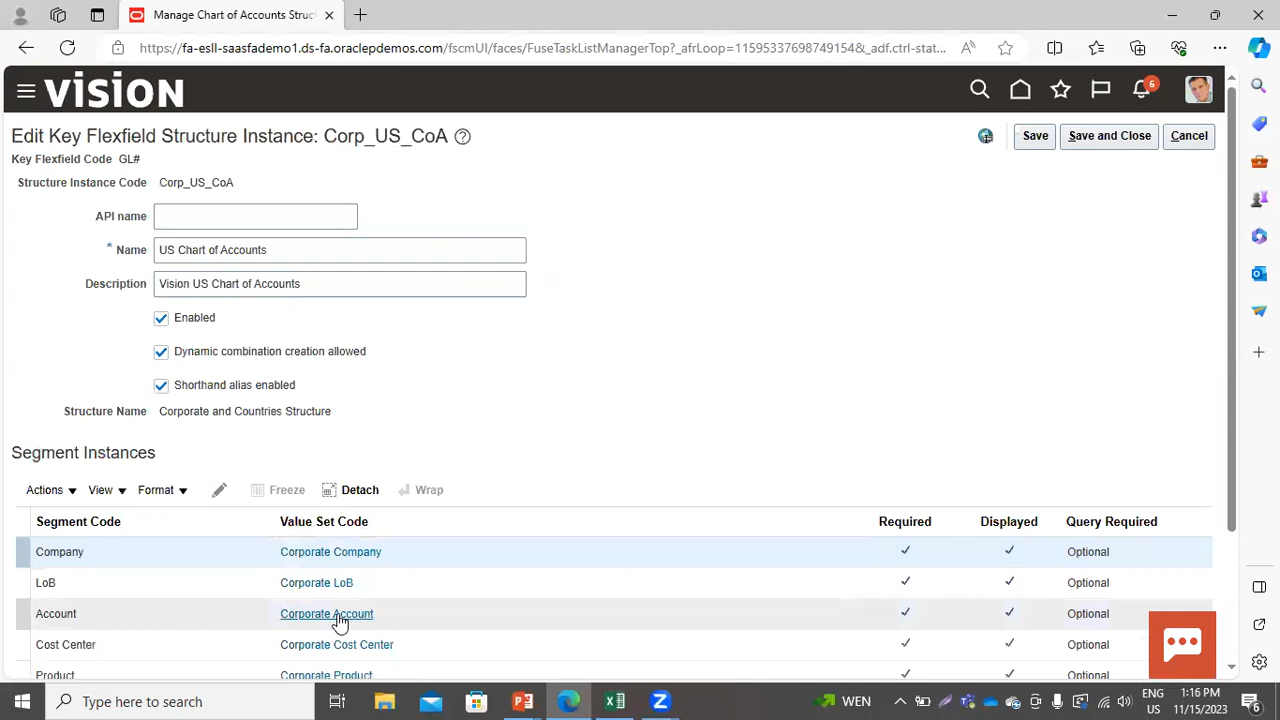 Manage Chart of Accounts Struc
https://fa-esll-saasfademo1.ds-fa.oraclepdemos.com/fscmUI/faces/FuseTaskListManagerTop?_afrLoop=115953376987491​54&_adf.ctrl-stat...
VISION
6
Edit Key Flexfield Structure Instance: Corp_US_CoA
Save
Save and Close
Cancel
Key Flexfield Code GL#
Structure Instance Code Corp_US_CoA
API name
* Name US Chart of Accounts
Description Vision US Chart of Accounts
Enabled
Dynamic combination creation allowed
Shorthand alias enabled
Structure Name Corporate and Countries Structure
Segment Instances
Actions View Format Freeze Detach Wrap
Segment Code Value Set Code Required Displayed Query Required
Company Corporate Company Optional
LoB Corporate LoB Optional
Account Corporate Account Optional
Cost Center Corporate Cost Center Optional
Product Corporate Product Optional
Type here to search
WEN
ENG
US
1:16 PM
11/15/2023
6